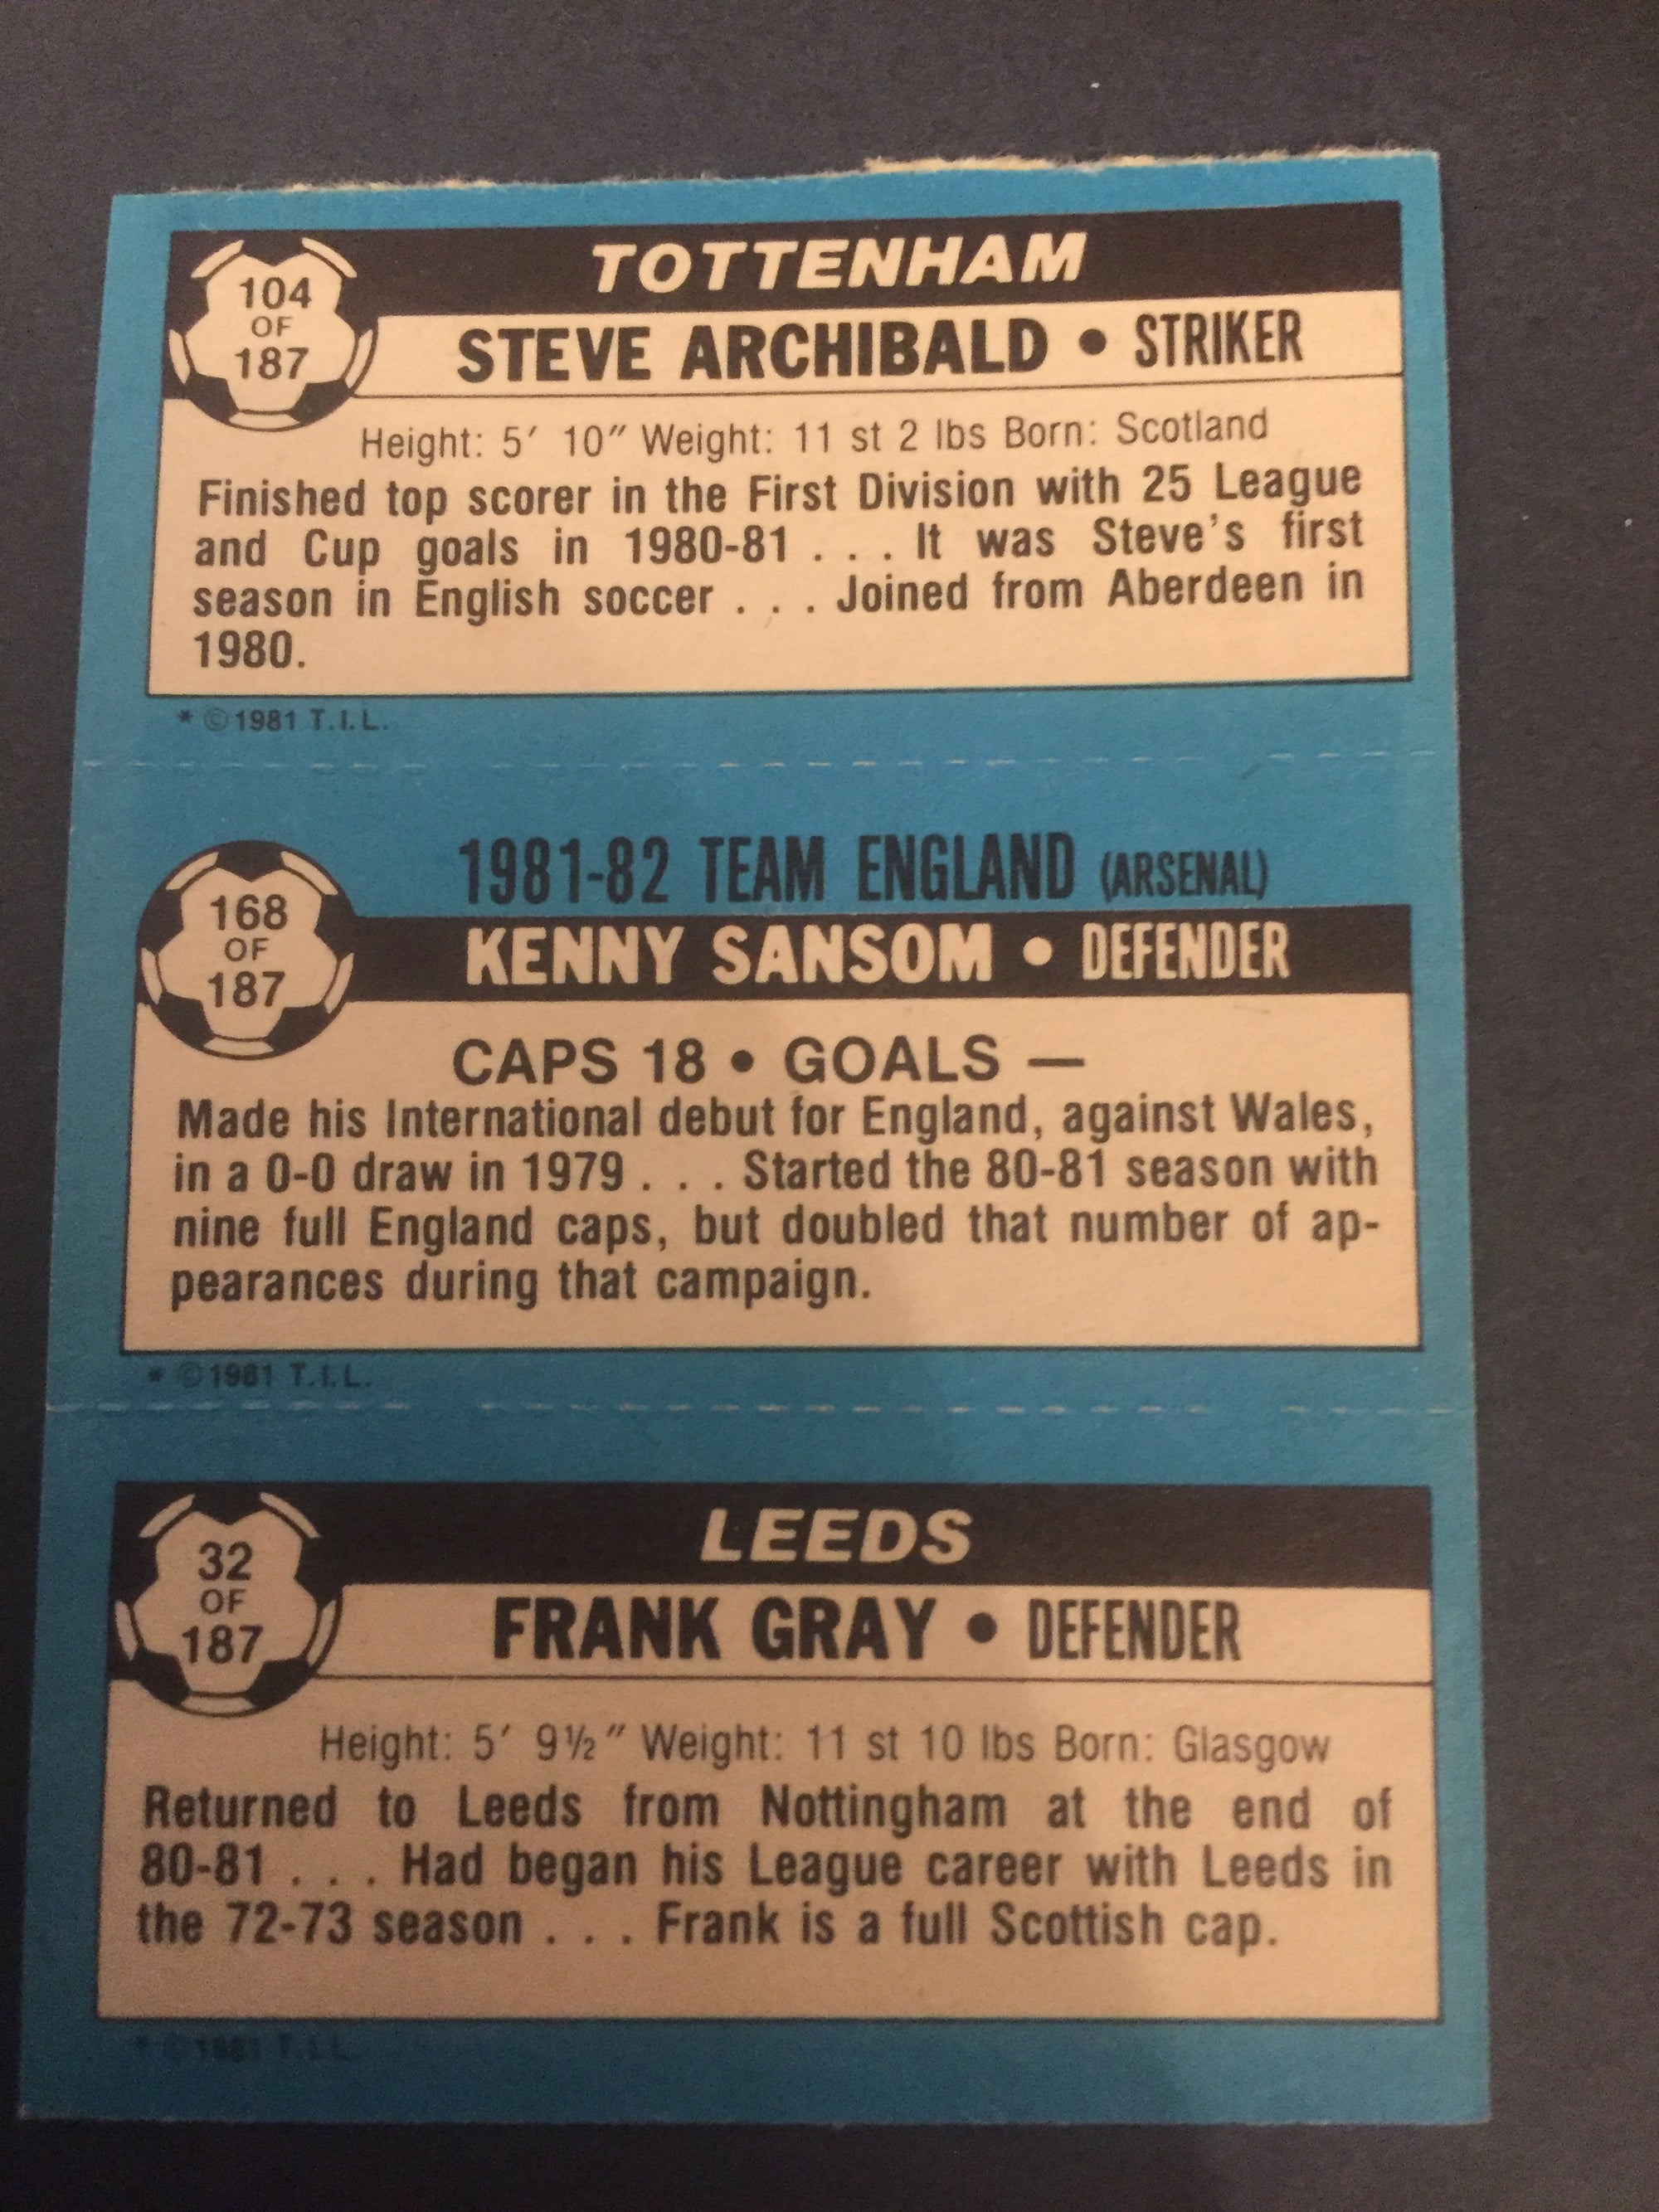 TOTTENHAM
104
OF
187
STEVE ARCHIBALD • STRIKER
Height: 5′ 10″ Weight: 11 st 2 lbs Born: Scotland
Finished top scorer in the First Division with 25 League
and Cup goals in 1980-81 . . . It was Steve's first
season in English soccer . . . Joined from Aberdeen in
1980.
* ©1981 T.I.L.
1981-82 TEAM ENGLAND (ARSENAL)
168
OF
187
KENNY SANSOM • DEFENDER
CAPS 18 • GOALS —
Made his International debut for England, against Wales,
in a 0-0 draw in 1979 . . . Started the 80-81 season with
nine full England caps, but doubled that number of ap-
pearances during that campaign.
* ©1981 T.I.L.
LEEDS
32
OF
187
FRANK GRAY • DEFENDER
Height: 5′ 9½″ Weight: 11 st 10 lbs Born: Glasgow
Returned to Leeds from Nottingham at the end of
80-81 . . . Had began his League career with Leeds in
the 72-73 season . . . Frank is a full Scottish cap.
* ©1981 T.I.L.